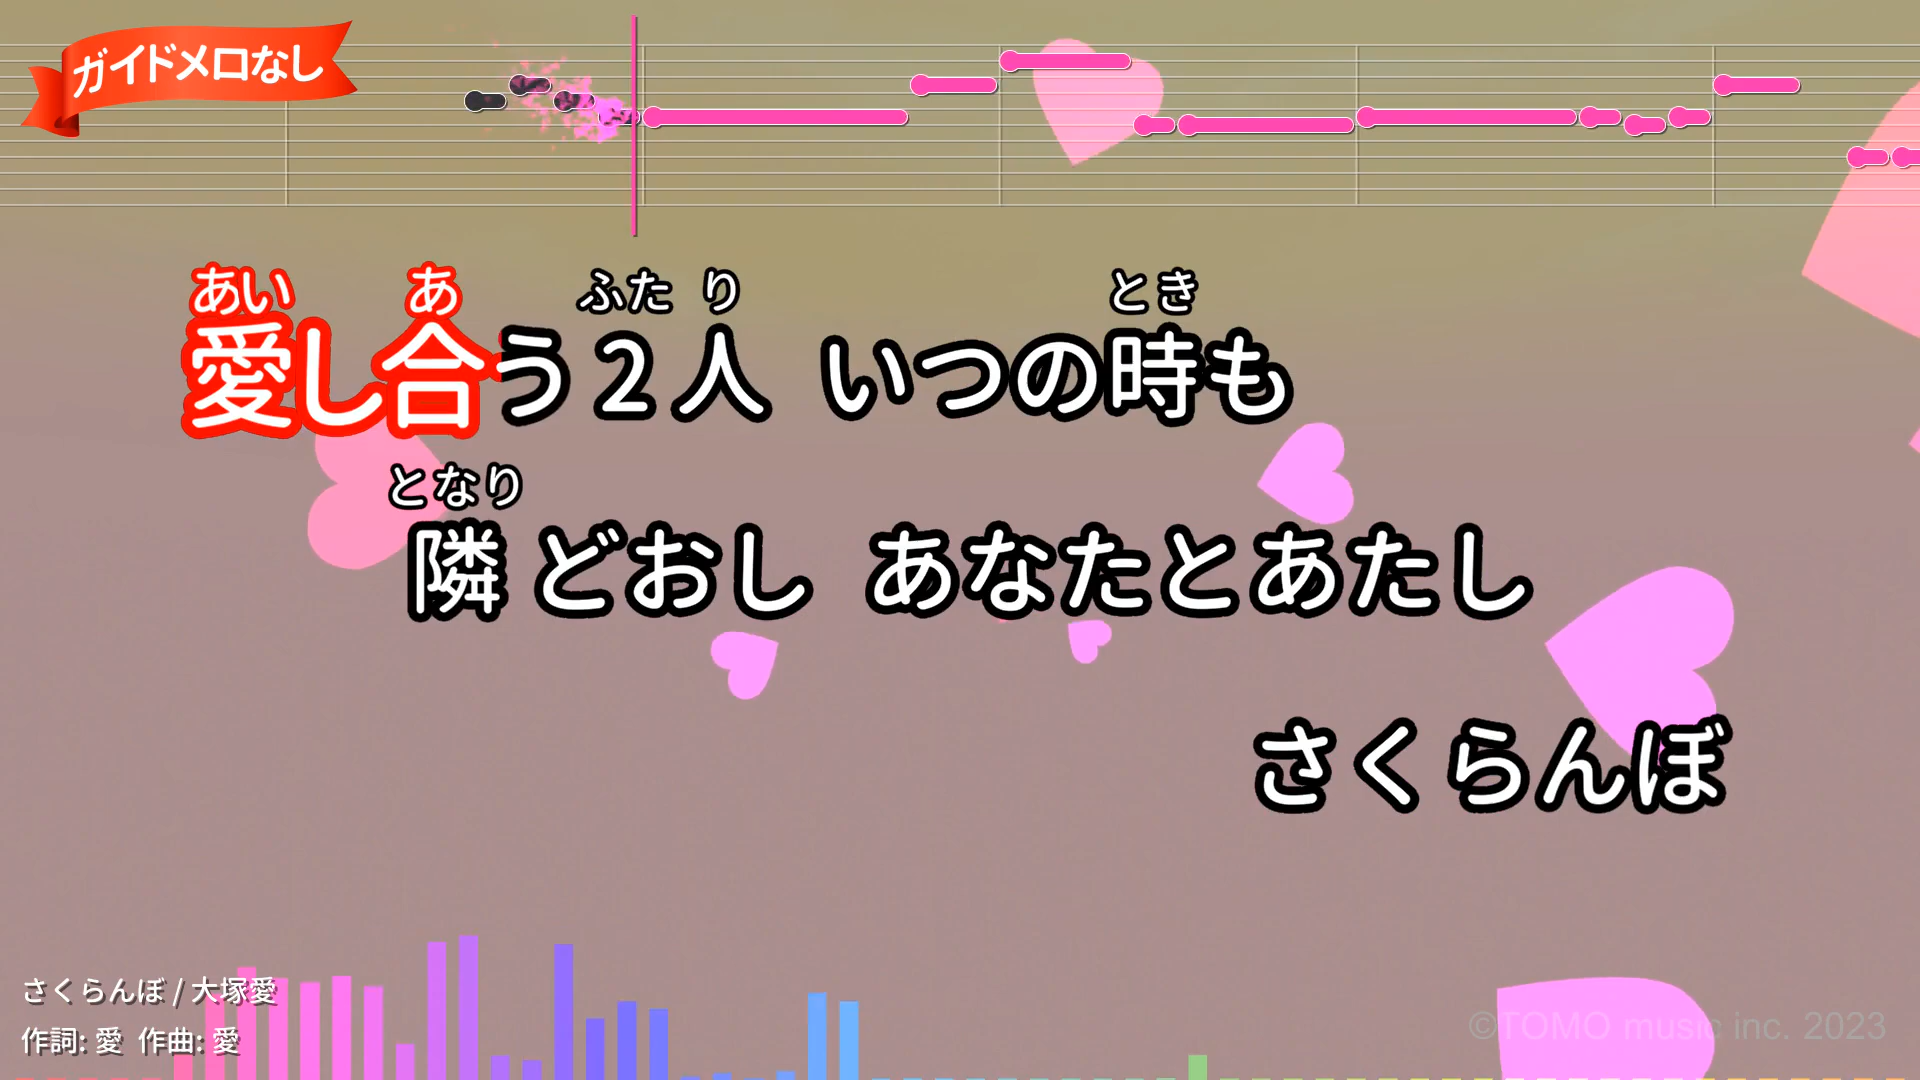 ガイドメロなし
あい あ ふたり とき
愛し合う2人 いつの時も
となり
隣どおし あなたとあたし
さくらんぼ
さくらんぼ / 大塚愛
作詞: 愛 作曲: 愛
©TOMO music inc. 2023